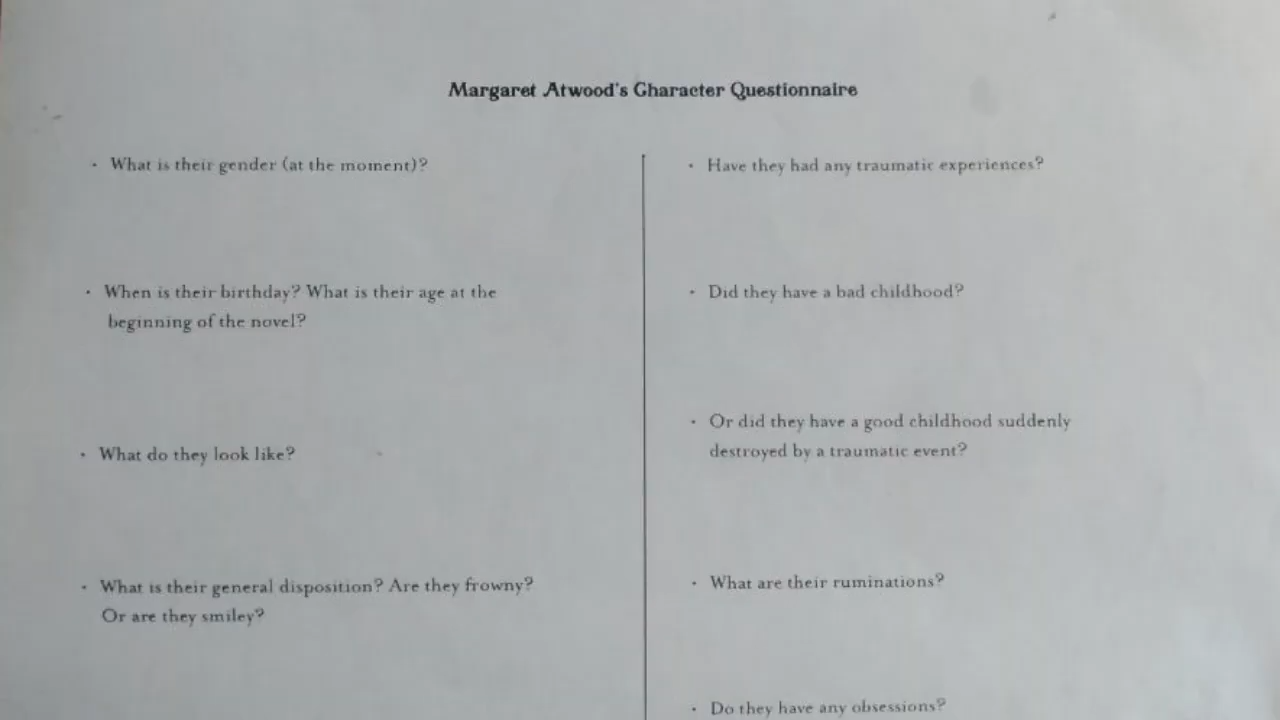 Margaret Atwood's Character Questionnaire
· What is their gender (at the moment)?
· When is their birthday? What is their age at the
beginning of the novel?
· What do they look like?
· What is their general disposition? Are they frowny?
Or are they smiley?
· Have they had any traumatic experiences?
· Did they have a bad childhood?
· Or did they have a good childhood suddenly
destroyed by a traumatic event?
· What are their ruminations?
· Do they have any obsessions?